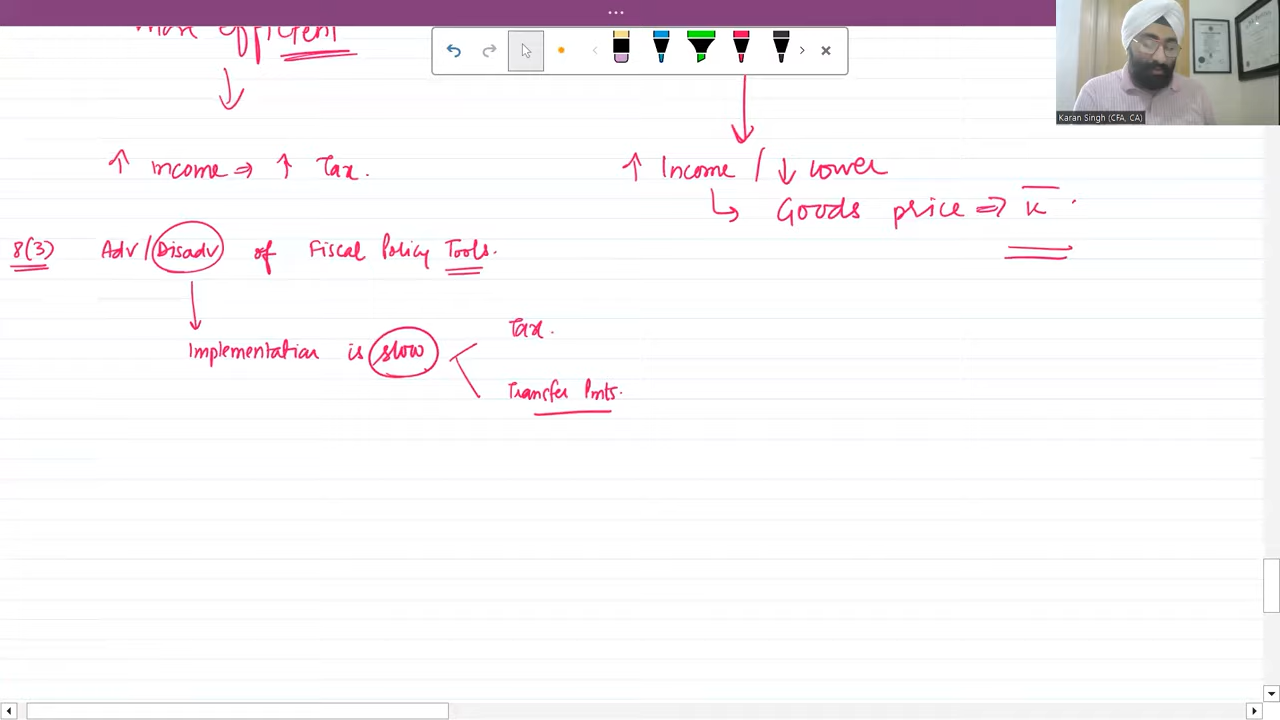 more efficient
↑ Income ⇒ ↑ Tax.
↑ Income / ↓ Lower
↳ Goods price ⇒ K
8(3) Adv/Disadv of Fiscal Policy Tools.
Implementation is slow
Tax.
Transfer Pmts.
Karan Singh (CFA, CA)